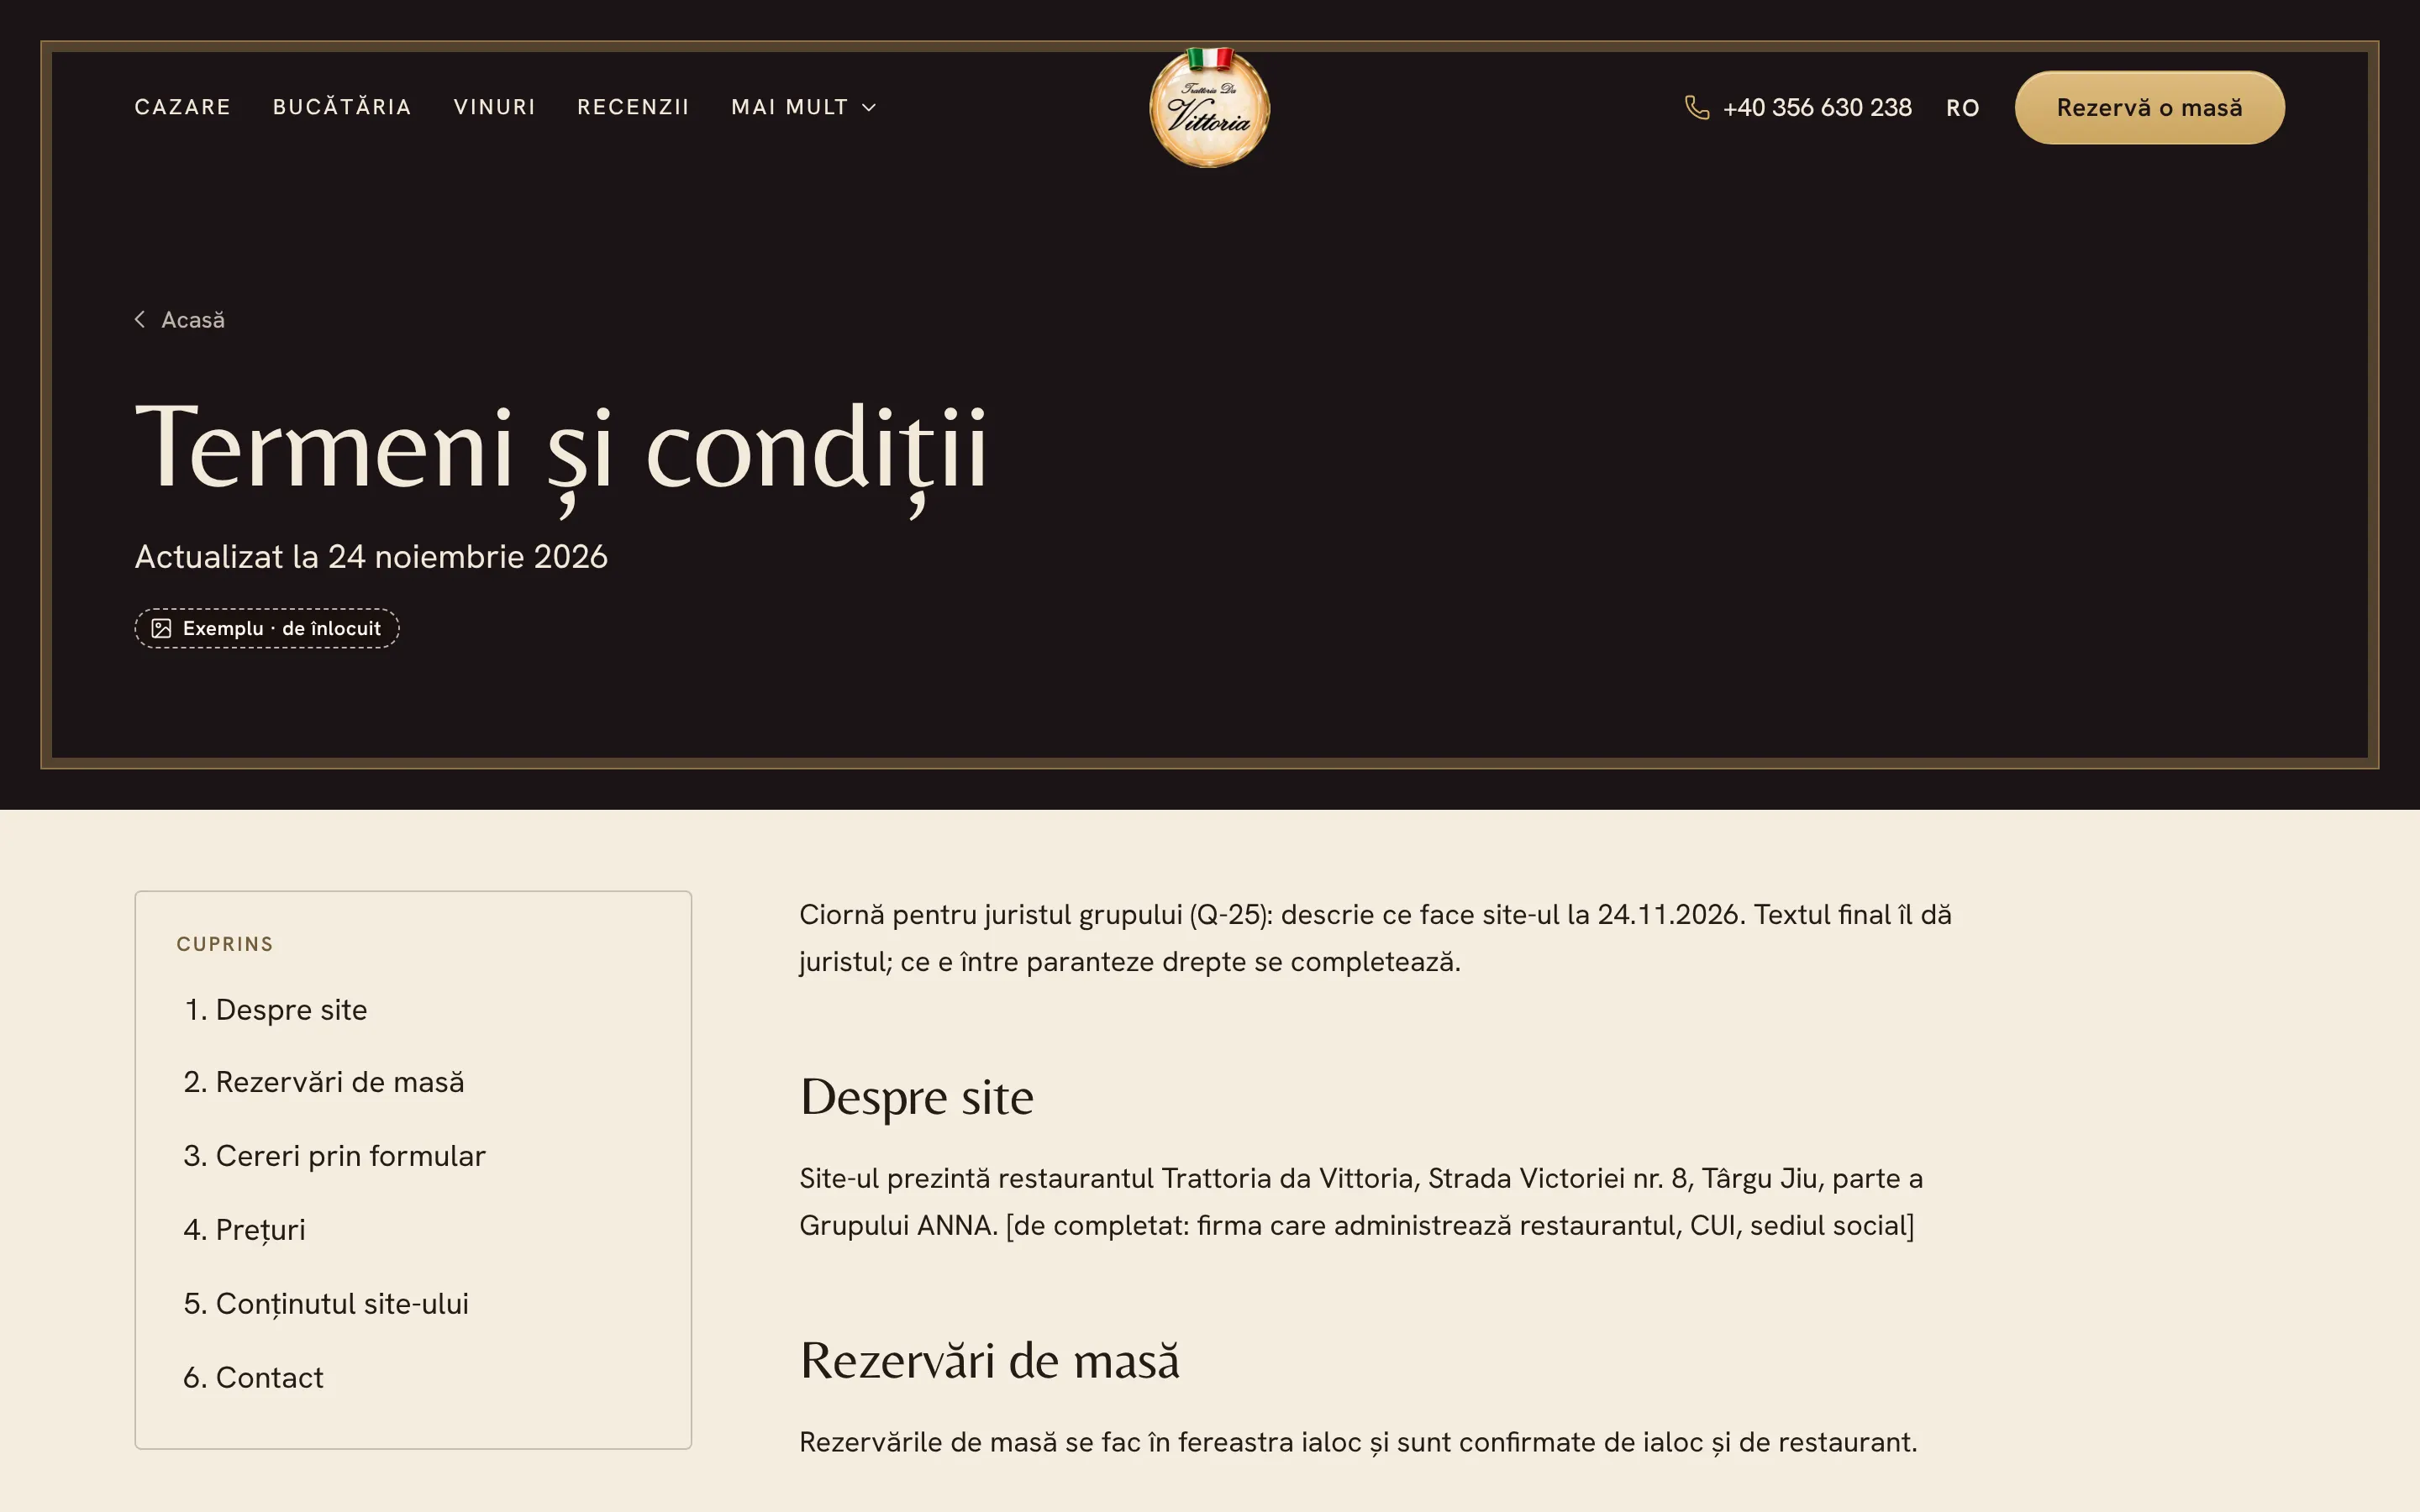 CAZARE BUCĂTĂRIA VINURI RECENZII MAI MULT
Trattoria Da
Vittoria
+40 356 630 238 RO Rezervă o masă
Acasă
Termeni și condiții
Actualizat la 24 noiembrie 2026
Exemplu · de înlocuit
CUPRINS
1. Despre site
2. Rezervări de masă
3. Cereri prin formular
4. Prețuri
5. Conținutul site-ului
6. Contact
Ciornă pentru juristul grupului (Q-25): descrie ce face site-ul la 24.11.2026. Textul final îl dă
juristul; ce e între paranteze drepte se completează.
Despre site
Site-ul prezintă restaurantul Trattoria da Vittoria, Strada Victoriei nr. 8, Târgu Jiu, parte a
Grupului ANNA. [de completat: firma care administrează restaurantul, CUI, sediul social]
Rezervări de masă
Rezervările de masă se fac în fereastra ialoc și sunt confirmate de ialoc și de restaurant.